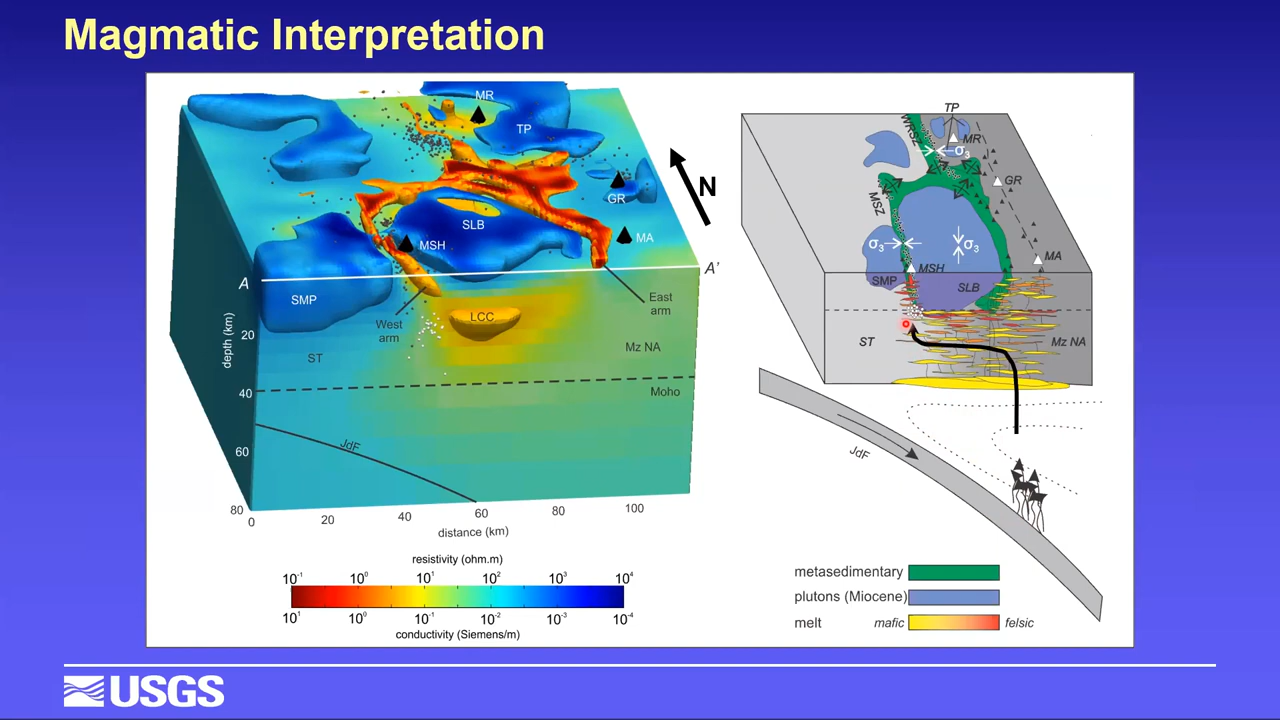 Magmatic Interpretation
MR
TP
GR
SLB
MSH
MA
N
A
A'
SMP
West
arm
LCC
East
arm
ST
Mz NA
Moho
JdF
depth (km)
20
40
60
80
0
20
40
60
80
100
distance (km)
resistivity (ohm.m)
10-1 100 101 102 103 104
101 100 10-1 10-2 10-3 10-4
conductivity (Siemens/m)
TP
WRSZ
MR
σ3
GR
MSZ
σ3
σ3
MA
MSH
SMP
SLB
ST
Mz NA
JdF
metasedimentary
plutons (Miocene)
melt mafic felsic
USGS